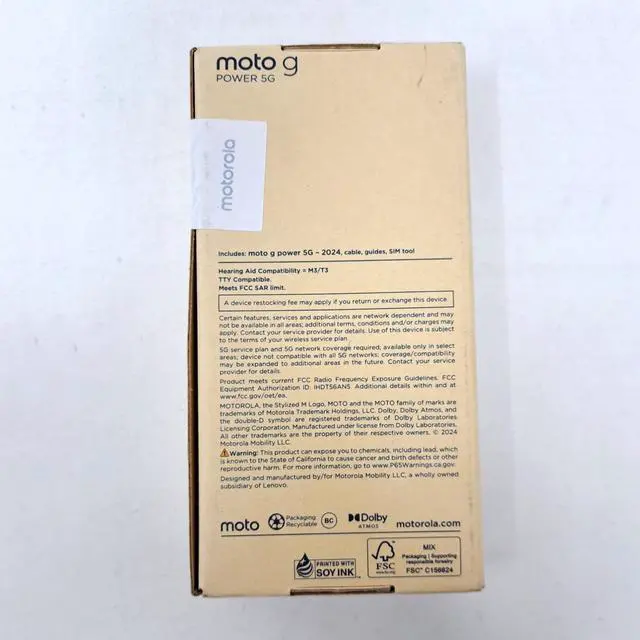 moto g
POWER 5G
motorola
Includes: moto g power 5G – 2024, cable, guides, SIM tool
Hearing Aid Compatibility = M3/T3
TTY Compatible.
Meets FCC SAR limit.
A device restocking fee may apply if you return or exchange this device
Certain features, services and applications are network dependent and may
not be available in all areas; additional terms, conditions and/or charges may
apply. Contact your service provider for details. Use of this device is subject
to the terms of your wireless service plan.
5G service plan and 5G network coverage required; available only in select
areas; device not compatible with all 5G networks; coverage/compatibility
may be expanded to additional areas in the future. Contact your service
provider for details.
Product meets current FCC Radio Frequency Exposure Guidelines. FCC
Equipment Authorization ID: IHDT56AN5. Additional details within and at
www.fcc.gov/oet/ea.
MOTOROLA, the Stylized M Logo, MOTO and the MOTO family of marks are
trademarks of Motorola Trademark Holdings, LLC. Dolby, Dolby Atmos, and
the double-D symbol are registered trademarks of Dolby Laboratories
Licensing Corporation. Manufactured under license from Dolby Laboratories.
All other trademarks are the property of their respective owners. © 2024
Motorola Mobility LLC.
Warning: This product can expose you to chemicals, including lead, which
is known to the State of California to cause cancer and birth defects or other
reproductive harm. For more information, go to www.P65Warnings.ca.gov.
Designed and manufactured by/for Motorola Mobility LLC, a wholly owned
subsidiary of Lenovo.
moto
Packaging
Recyclable
BC
Dolby
ATMOS
motorola.com
PRINTED WITH
SOY INK
FSC
www.fsc.org
MIX
Packaging | Supporting
responsible forestry
FSC™ C156824